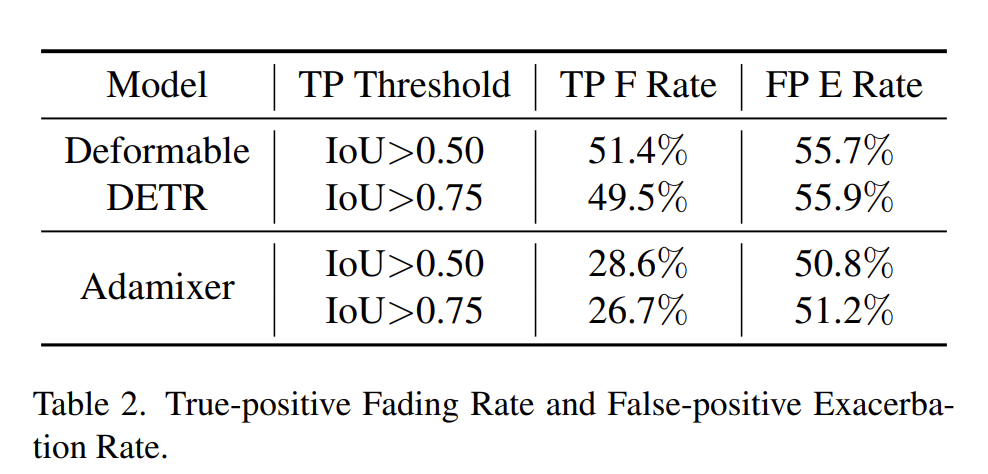 Model TP Threshold TP F Rate FP E Rate
Deformable IoU>0.50 51.4% 55.7%
DETR IoU>0.75 49.5% 55.9%
Adamixer IoU>0.50 28.6% 50.8%
IoU>0.75 26.7% 51.2%
Table 2. True-positive Fading Rate and False-positive Exacerba-
tion Rate.